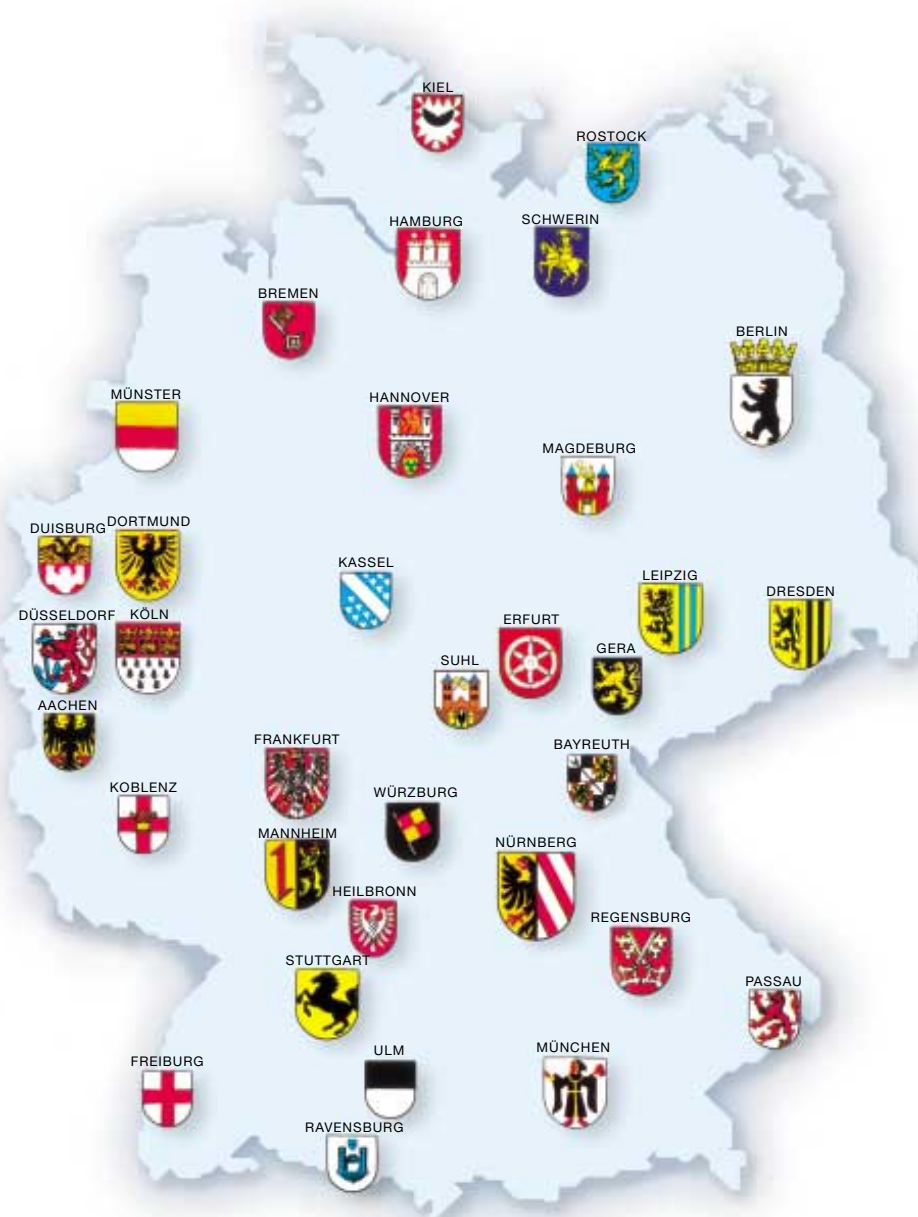 KIEL
ROSTOCK
HAMBURG
SCHWERIN
BREMEN
BERLIN
MÜNSTER
HANNOVER
MAGDEBURG
DUISBURG
DORTMUND
KASSEL
LEIPZIG
DRESDEN
DÜSSELDORF
KÖLN
ERFURT
GERA
SUHL
AACHEN
FRANKFURT
BAYREUTH
KOBLENZ
WÜRZBURG
MANNHEIM
NÜRNBERG
HEILBRONN
REGENSBURG
STUTTGART
PASSAU
FREIBURG
ULM
MÜNCHEN
RAVENSBURG